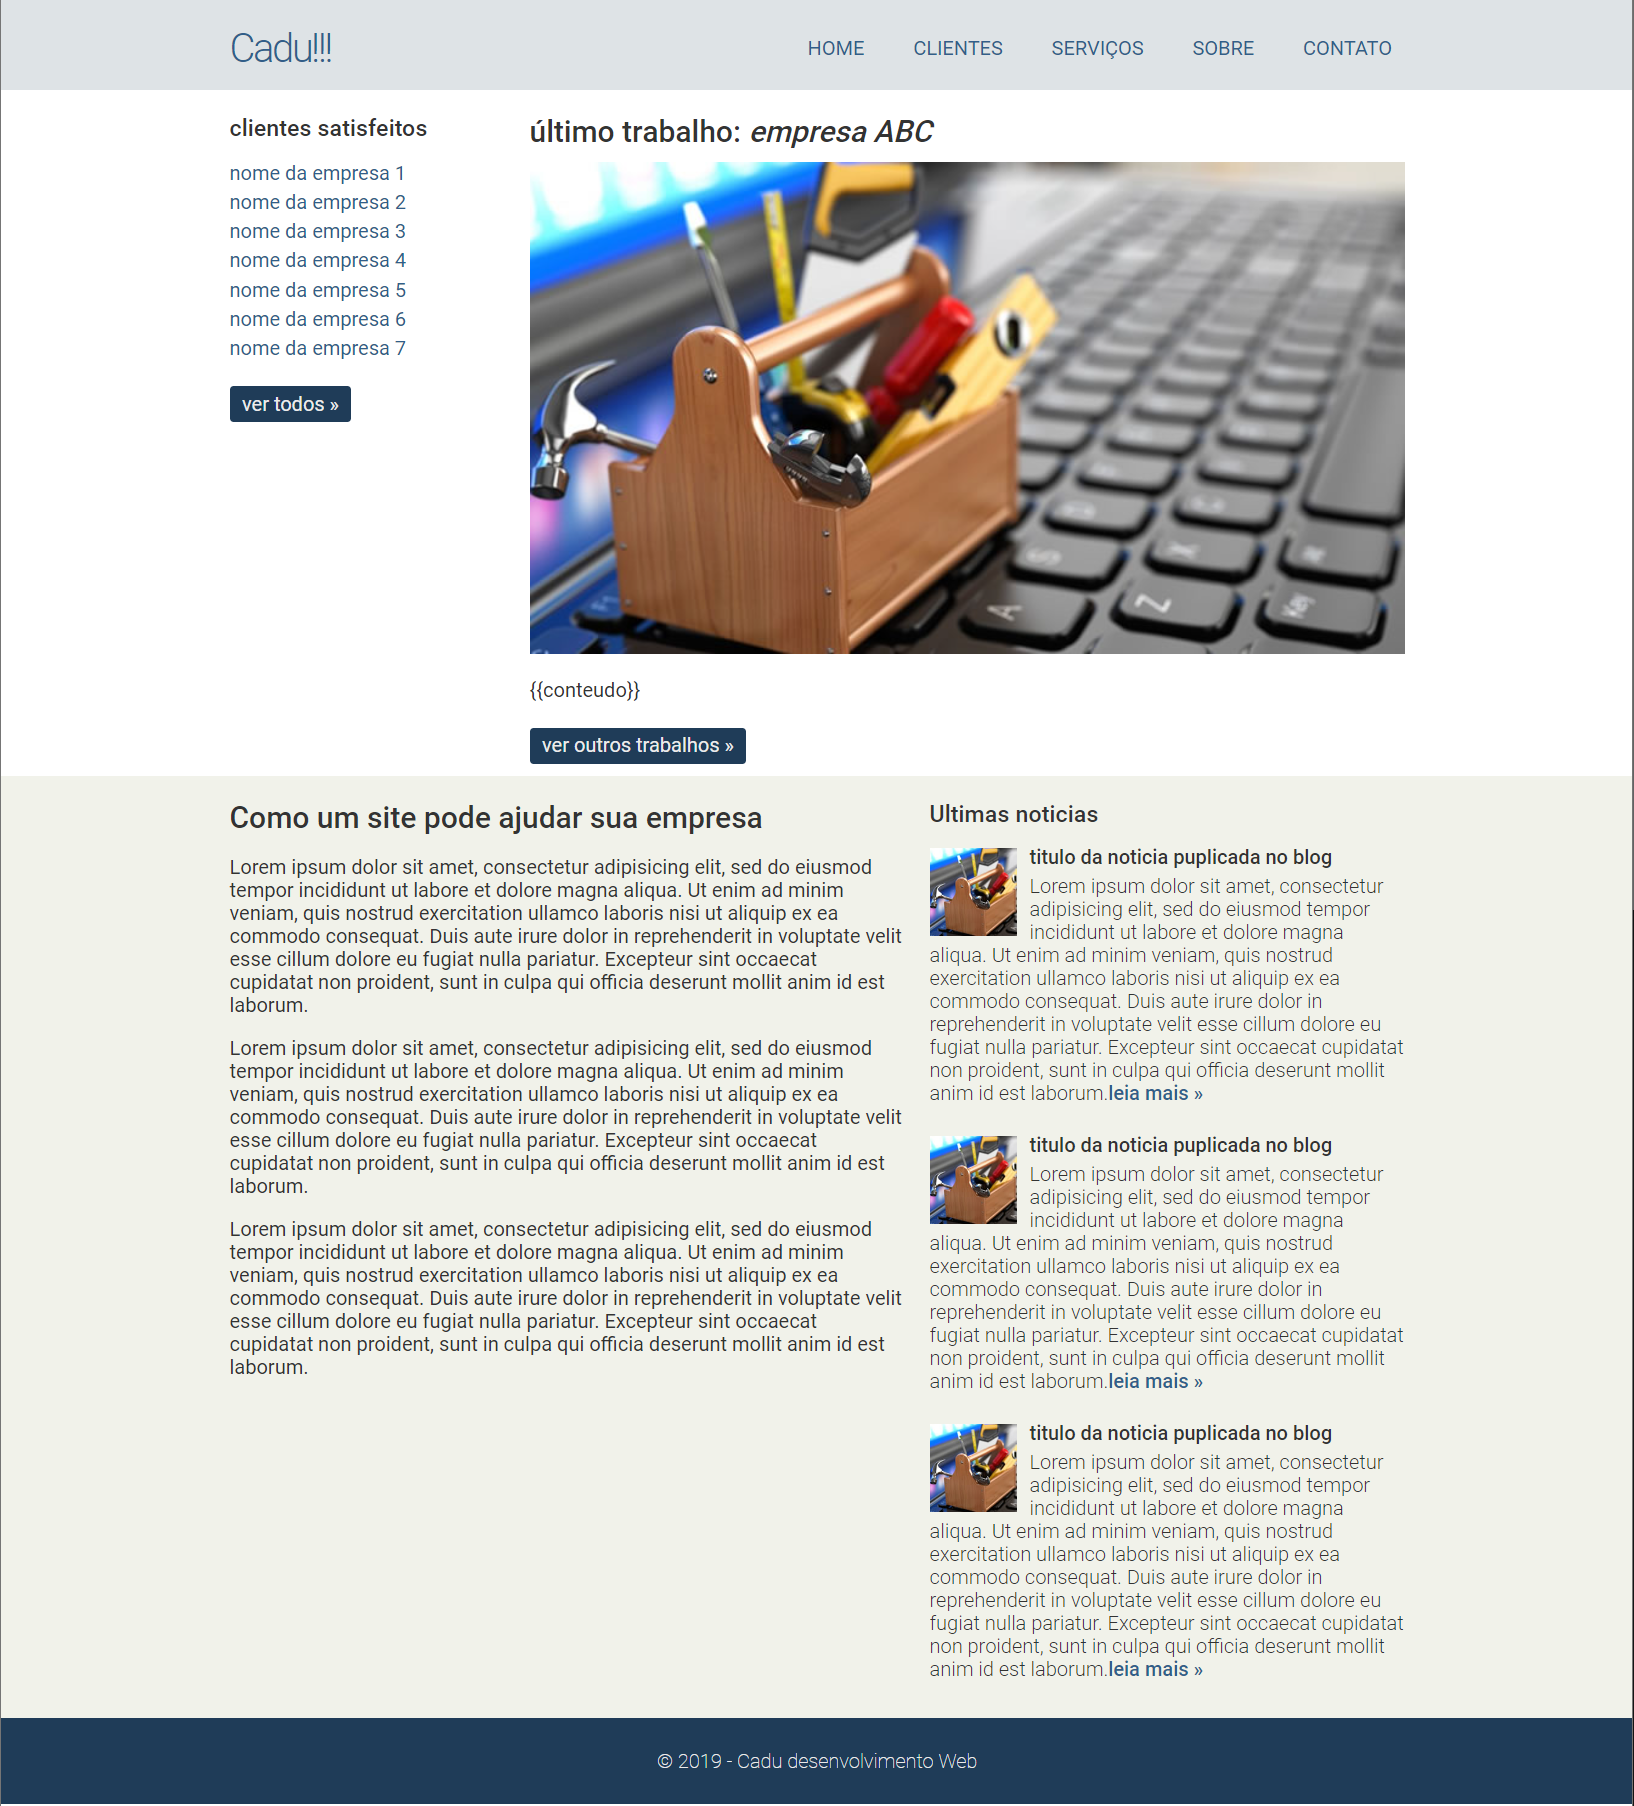 Cadu!!!
HOME CLIENTES SERVIÇOS SOBRE CONTATO
clientes satisfeitos
nome da empresa 1
nome da empresa 2
nome da empresa 3
nome da empresa 4
nome da empresa 5
nome da empresa 6
nome da empresa 7
ver todos »
último trabalho: empresa ABC
S
X
A
Z
Key
{{conteudo}}
ver outros trabalhos »
Como um site pode ajudar sua empresa
Lorem ipsum dolor sit amet, consectetur adipisicing elit, sed do eiusmod
tempor incididunt ut labore et dolore magna aliqua. Ut enim ad minim
veniam, quis nostrud exercitation ullamco laboris nisi ut aliquip ex ea
commodo consequat. Duis aute irure dolor in reprehenderit in voluptate velit
esse cillum dolore eu fugiat nulla pariatur. Excepteur sint occaecat
cupidatat non proident, sunt in culpa qui officia deserunt mollit anim id est
laborum.
Lorem ipsum dolor sit amet, consectetur adipisicing elit, sed do eiusmod
tempor incididunt ut labore et dolore magna aliqua. Ut enim ad minim
veniam, quis nostrud exercitation ullamco laboris nisi ut aliquip ex ea
commodo consequat. Duis aute irure dolor in reprehenderit in voluptate velit
esse cillum dolore eu fugiat nulla pariatur. Excepteur sint occaecat
cupidatat non proident, sunt in culpa qui officia deserunt mollit anim id est
laborum.
Lorem ipsum dolor sit amet, consectetur adipisicing elit, sed do eiusmod
tempor incididunt ut labore et dolore magna aliqua. Ut enim ad minim
veniam, quis nostrud exercitation ullamco laboris nisi ut aliquip ex ea
commodo consequat. Duis aute irure dolor in reprehenderit in voluptate velit
esse cillum dolore eu fugiat nulla pariatur. Excepteur sint occaecat
cupidatat non proident, sunt in culpa qui officia deserunt mollit anim id est
laborum.
Ultimas noticias
titulo da noticia puplicada no blog
Lorem ipsum dolor sit amet, consectetur
adipisicing elit, sed do eiusmod tempor
incididunt ut labore et dolore magna
aliqua. Ut enim ad minim veniam, quis nostrud
exercitation ullamco laboris nisi ut aliquip ex ea
commodo consequat. Duis aute irure dolor in
reprehenderit in voluptate velit esse cillum dolore eu
fugiat nulla pariatur. Excepteur sint occaecat cupidatat
non proident, sunt in culpa qui officia deserunt mollit
anim id est laborum.leia mais »
titulo da noticia puplicada no blog
Lorem ipsum dolor sit amet, consectetur
adipisicing elit, sed do eiusmod tempor
incididunt ut labore et dolore magna
aliqua. Ut enim ad minim veniam, quis nostrud
exercitation ullamco laboris nisi ut aliquip ex ea
commodo consequat. Duis aute irure dolor in
reprehenderit in voluptate velit esse cillum dolore eu
fugiat nulla pariatur. Excepteur sint occaecat cupidatat
non proident, sunt in culpa qui officia deserunt mollit
anim id est laborum.leia mais »
titulo da noticia puplicada no blog
Lorem ipsum dolor sit amet, consectetur
adipisicing elit, sed do eiusmod tempor
incididunt ut labore et dolore magna
aliqua. Ut enim ad minim veniam, quis nostrud
exercitation ullamco laboris nisi ut aliquip ex ea
commodo consequat. Duis aute irure dolor in
reprehenderit in voluptate velit esse cillum dolore eu
fugiat nulla pariatur. Excepteur sint occaecat cupidatat
non proident, sunt in culpa qui officia deserunt mollit
anim id est laborum.leia mais »
© 2019 - Cadu desenvolvimento Web